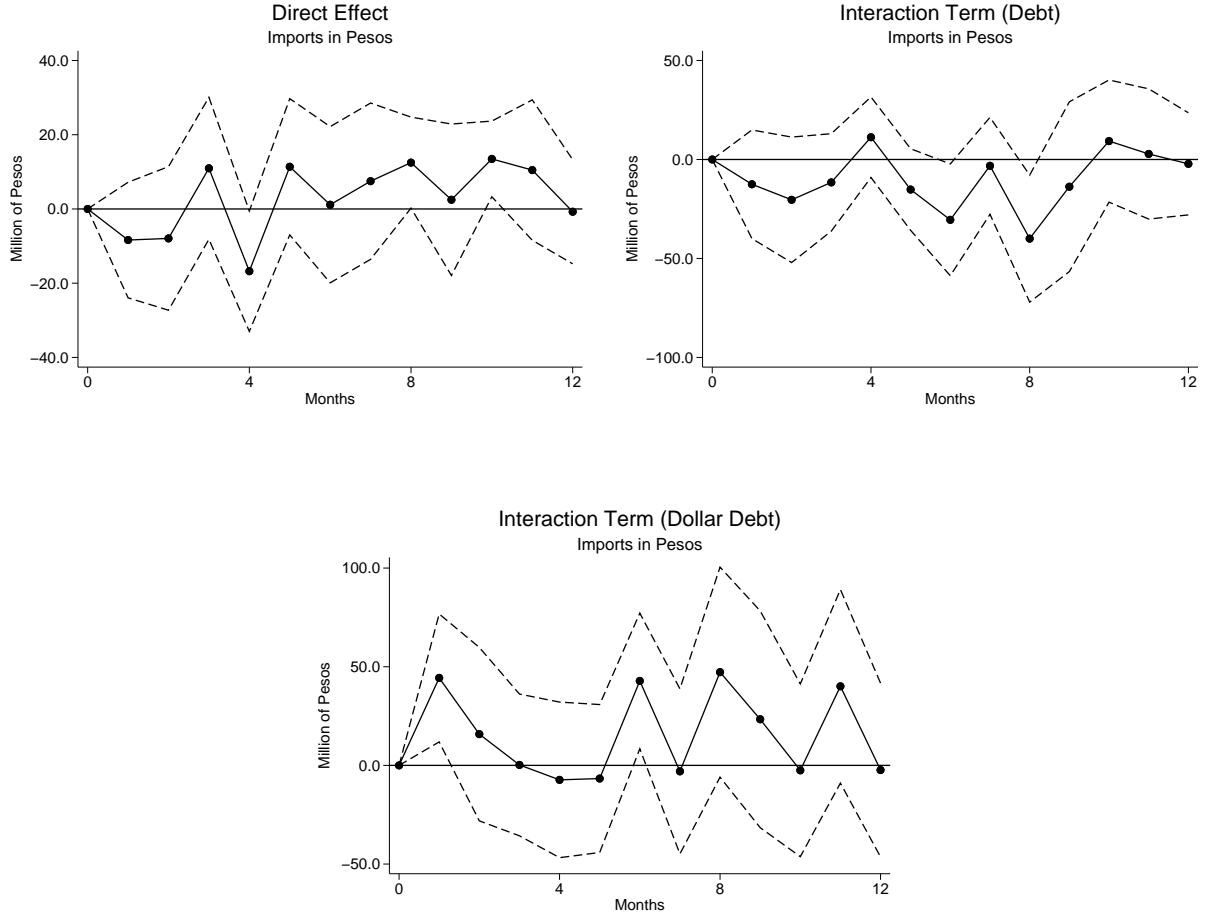 Direct Effect
Imports in Pesos
40.0
20.0
0.0
−20.0
−40.0
Million of Pesos
0
4
8
12
Months
Interaction Term (Debt)
Imports in Pesos
50.0
0.0
−50.0
−100.0
Million of Pesos
0
4
8
12
Months
Interaction Term (Dollar Debt)
Imports in Pesos
100.0
50.0
0.0
−50.0
Million of Pesos
0
4
8
12
Months